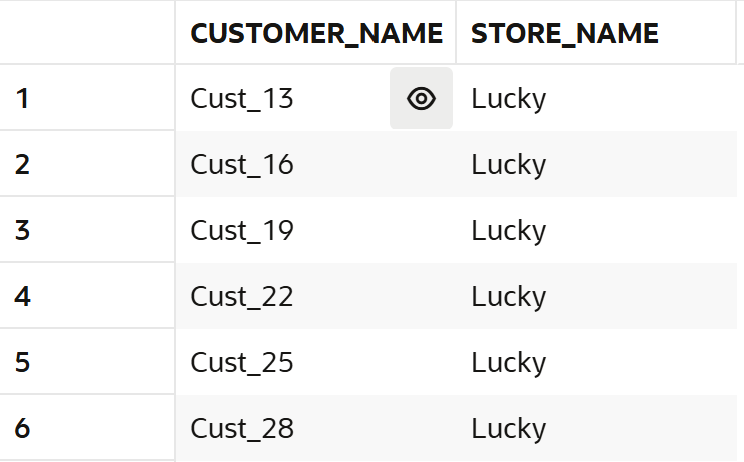 CUSTOMER_NAME STORE_NAME
1 Cust_13 Lucky
2 Cust_16 Lucky
3 Cust_19 Lucky
4 Cust_22 Lucky
5 Cust_25 Lucky
6 Cust_28 Lucky